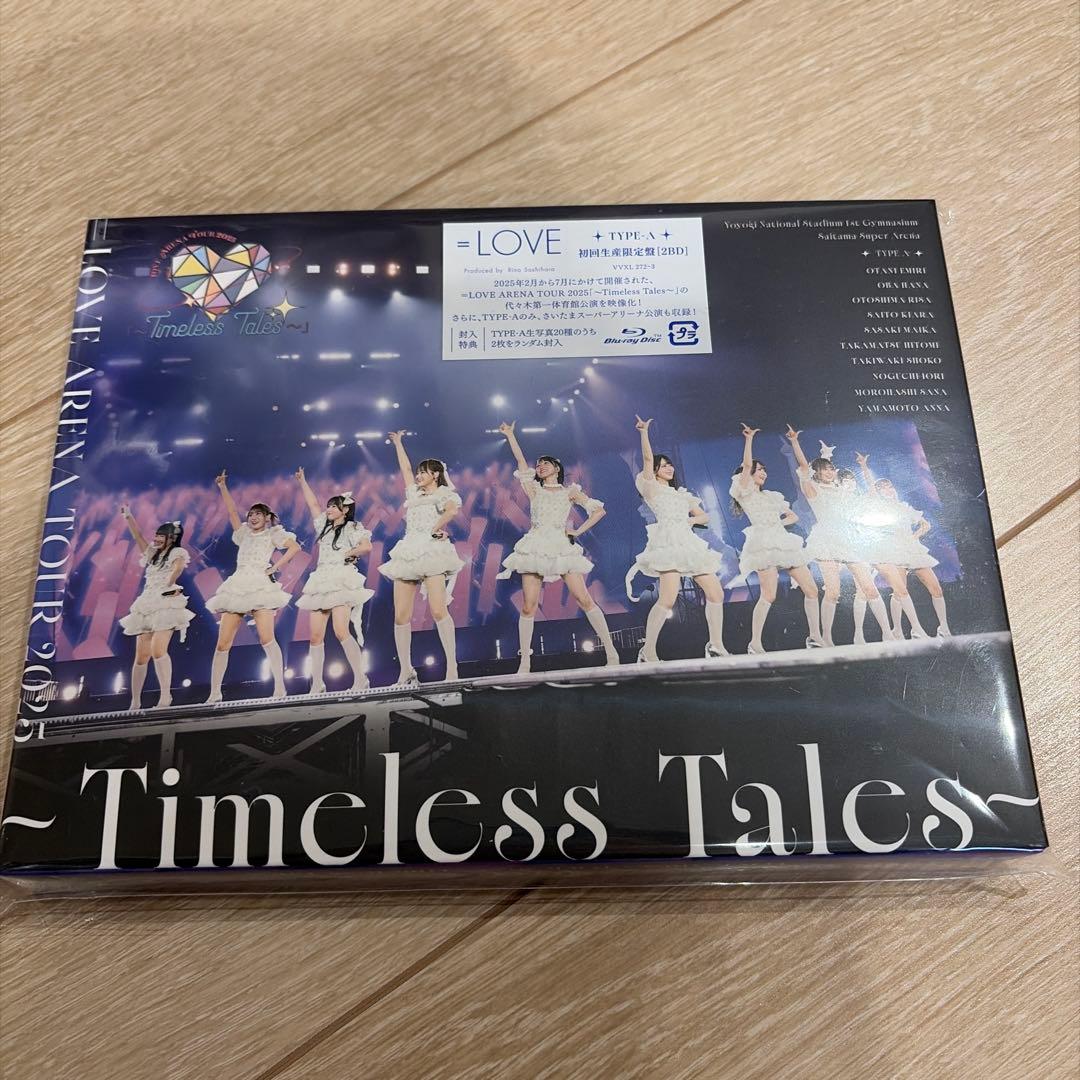 =LOVE ARENA TOUR 2025
=LOVE ARENA TOUR 2025
「~Timeless Tales~」
=LOVE
Produced by Rino Sashihara
TYPE-A
初回生産限定盤[2BD]
VVXL 272~3
2025年2月から7月にかけて開催された、
=LOVE ARENA TOUR 2025「~Timeless Tales~」の
代々木第一体育館公演を映像化!
さらに、TYPE-Aのみ、さいたまスーパーアリーナ公演も収録!
封入特典
TYPE-A生写真20種のうち
2枚をランダム封入
Blu-ray Disc TM
プラ
Yoyogi National Stadium 1st Gymnasium
Saitama Super Arena
TYPE A
OTANI EMIRI
OBA HANA
OTOSHIMA RISA
SAITO KIARA
SASAKI MAIKA
TAKAMATSU HITOMI
TAKIWAKI SHOKO
NOGUCHI IORI
MOROHASHI SANA
YAMAMOTO ANNA
~Timeless Tales~